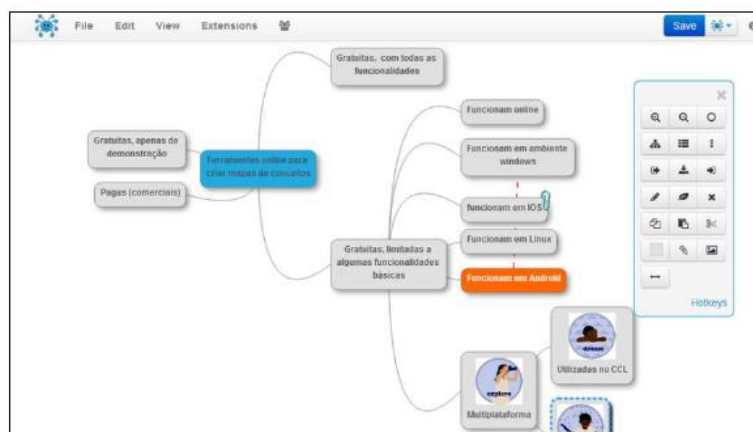 File Edit View Extensions Save
Gratuitas, com todas as
funcionalidades
Gratuitas, apenas de
demonstração
Pagas (comerciais)
Ferramentas online para
criar mapas de conceitos
Funcionam online
Funcionam em ambiente
windows
funcionam em IOS
Funcionam em Linux
Funcionam em Android
Gratuitas, limitadas a
algumas funcionalidades
básicas
Hotkeys
dream
Utilizadas no CCL
explore
Multiplataforma